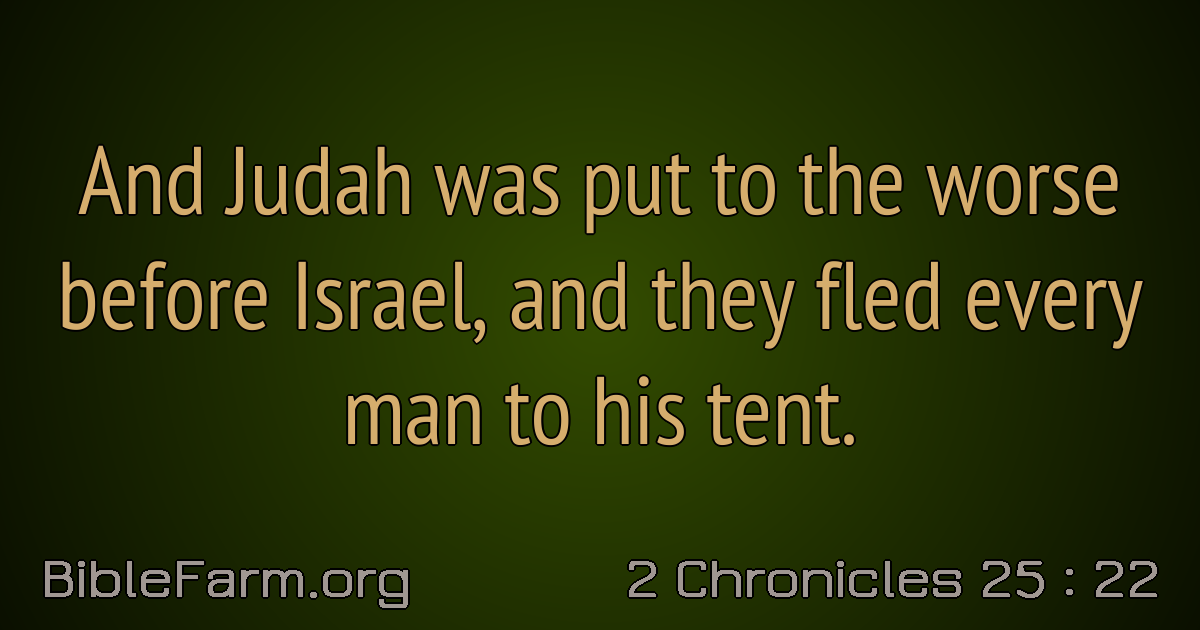 And Judah was put to the worse
before Israel, and they fled every
man to his tent.
BibleFarm.org
2 Chronicles 25 : 22